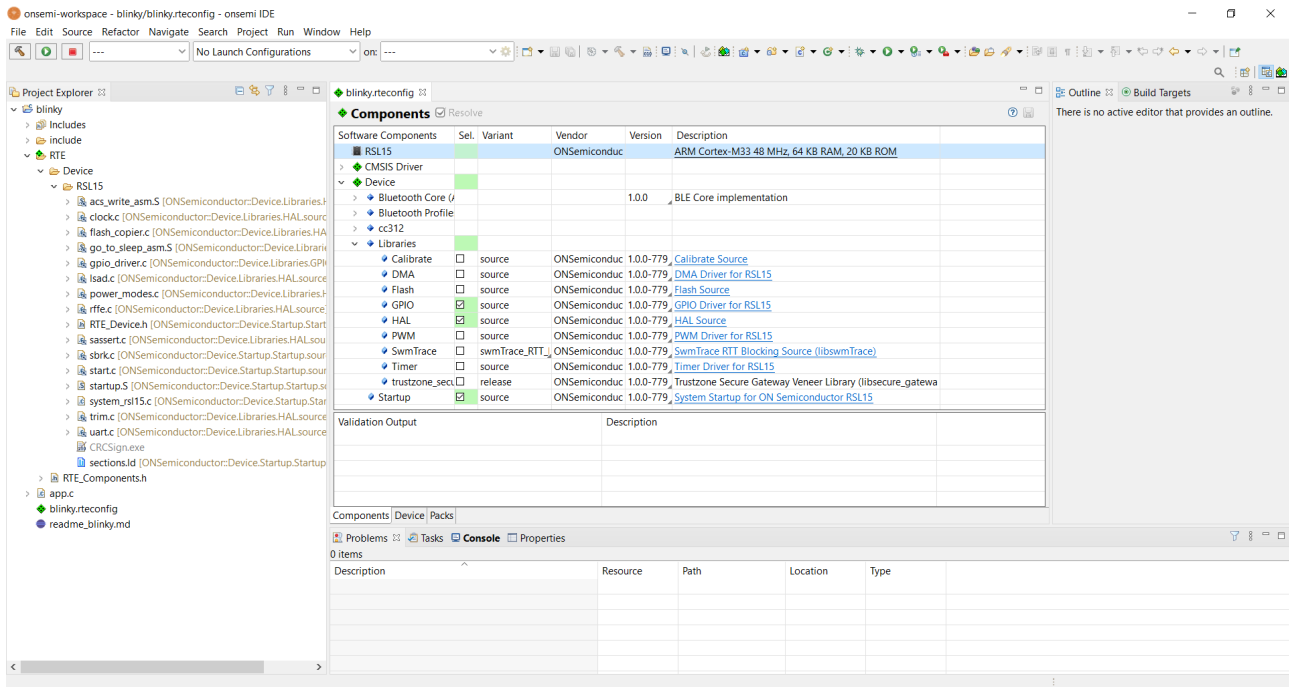 onsemi-workspace - blinky/blinky.rteconfig - onsemi IDE
File Edit Source Refactor Navigate Search Project Run Window Help
--- No Launch Configurations on: ---
Project Explorer
blinky
Includes
include
RTE
Device
RSL15
acs_write_asm.S [ONSemiconductor::Device.Libraries.H
clock.c [ONSemiconductor::Device.Libraries.HAL.sourc
flash_copier.c [ONSemiconductor::Device.Libraries.HA
go_to_sleep_asm.S [ONSemiconductor::Device.Librari
gpio_driver.c [ONSemiconductor::Device.Libraries.GPI
lsad.c [ONSemiconductor::Device.Libraries.HAL.source
power_modes.c [ONSemiconductor::Device.Libraries.H
rffe.c [ONSemiconductor::Device.Libraries.HAL.source]
RTE_Device.h [ONSemiconductor::Device.Startup.Start
sassert.c [ONSemiconductor::Device.Libraries.HAL.sou
sbrk.c [ONSemiconductor::Device.Startup.Startup.sour
start.c [ONSemiconductor::Device.Startup.Startup.sour
startup.S [ONSemiconductor::Device.Startup.Startup.so
system_rsl15.c [ONSemiconductor::Device.Startup.Star
trim.c [ONSemiconductor::Device.Libraries.HAL.source
uart.c [ONSemiconductor::Device.Libraries.HAL.source
CRCSign.exe
sections.ld [ONSemiconductor::Device.Startup.Startup
RTE_Components.h
app.c
blinky.rteconfig
readme_blinky.md
blinky.rteconfig
Components Resolve
Software Components Sel. Variant Vendor Version Description
RSL15 ONSemiconduc ARM Cortex-M33 48 MHz, 64 KB RAM, 20 KB ROM
CMSIS Driver
Device
Bluetooth Core (A 1.0.0 BLE Core implementation
Bluetooth Profile
cc312
Libraries
Calibrate source ONSemiconduc 1.0.0-779 Calibrate Source
DMA source ONSemiconduc 1.0.0-779 DMA Driver for RSL15
Flash source ONSemiconduc 1.0.0-779 Flash Source
GPIO source ONSemiconduc 1.0.0-779 GPIO Driver for RSL15
HAL source ONSemiconduc 1.0.0-779 HAL Source
PWM source ONSemiconduc 1.0.0-779 PWM Driver for RSL15
SwmTrace swmTrace_RTT_ ONSemiconduc 1.0.0-779 SwmTrace RTT Blocking Source (libswmTrace)
Timer source ONSemiconduc 1.0.0-779 Timer Driver for RSL15
trustzone_secu release ONSemiconduc 1.0.0-779 Trustzone Secure Gateway Veneer Library (libsecure_gatewa
Startup source ONSemiconduc 1.0.0-779 System Startup for ON Semiconductor RSL15
Validation Output Description
Components Device Packs
Problems Tasks Console Properties
0 items
Description Resource Path Location Type
Outline Build Targets
There is no active editor that provides an outline.